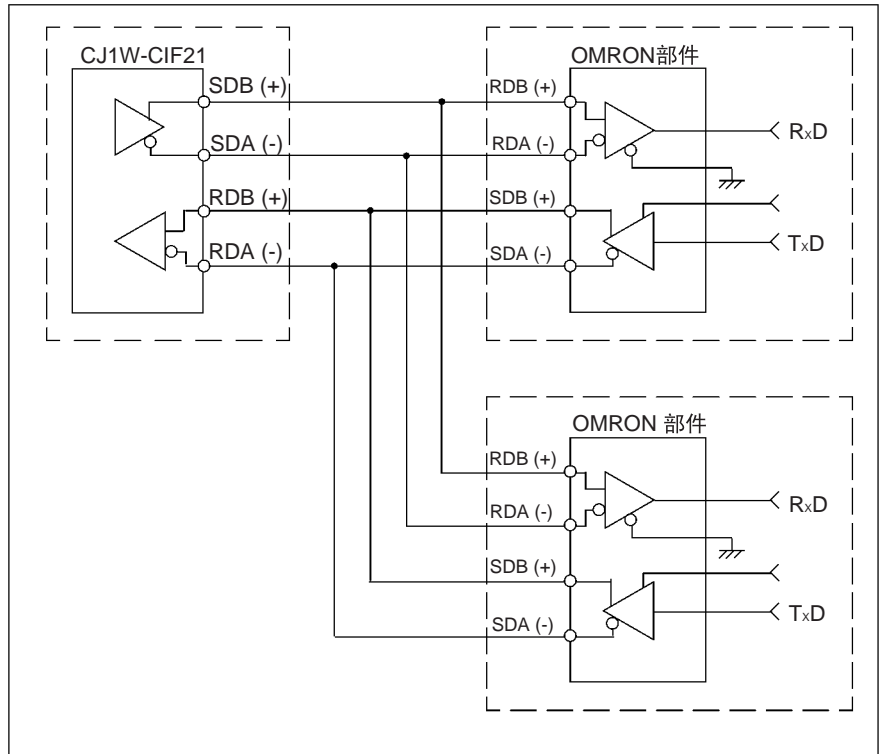 CJ1W-CIF21
SDB (+)
SDA (-)
RDB (+)
RDA (-)
OMRON部件
RDB (+)
RDA (-)
SDB (+)
SDA (-)
RxD
TxD
OMRON 部件
RDB (+)
RDA (-)
SDB (+)
SDA (-)
RxD
TxD